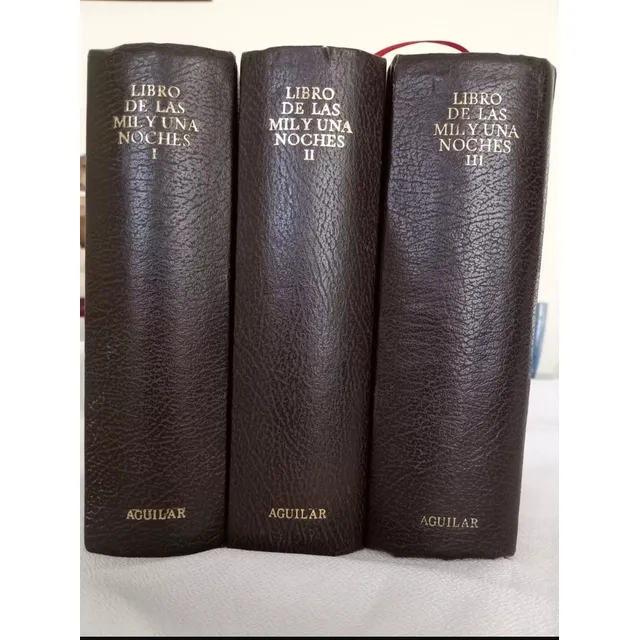 LIBRO
DE LAS
MIL Y UNA
NOCHES
I
AGUILAR
LIBRO
DE LAS
MIL Y UNA
NOCHES
II
AGUILAR
LIBRO
DE LAS
MIL Y UNA
NOCHES
III
AGUILAR